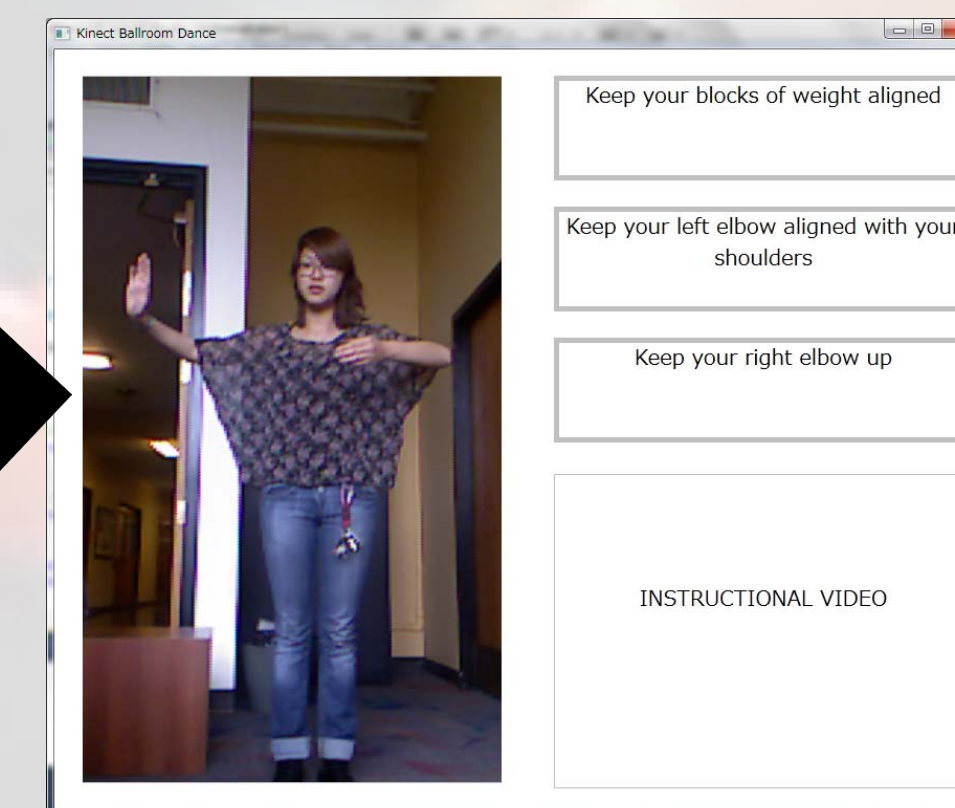 Kinect Ballroom Dance
Keep your blocks of weight aligned
Keep your left elbow aligned with your
shoulders
Keep your right elbow up
INSTRUCTIONAL VIDEO